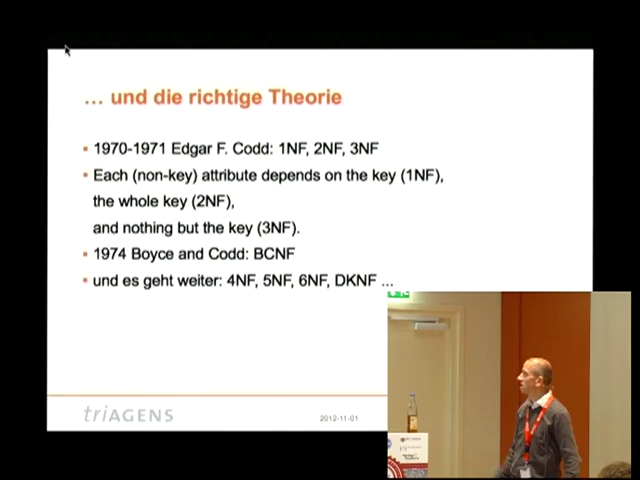 … und die richtige Theorie
1970-1971 Edgar F. Codd: 1NF, 2NF, 3NF
Each (non-key) attribute depends on the key (1NF),
the whole key (2NF),
and nothing but the key (3NF).
1974 Boyce and Codd: BCNF
und es geht weiter: 4NF, 5NF, 6NF, DKNF ...
triAGENS
2012-11-01